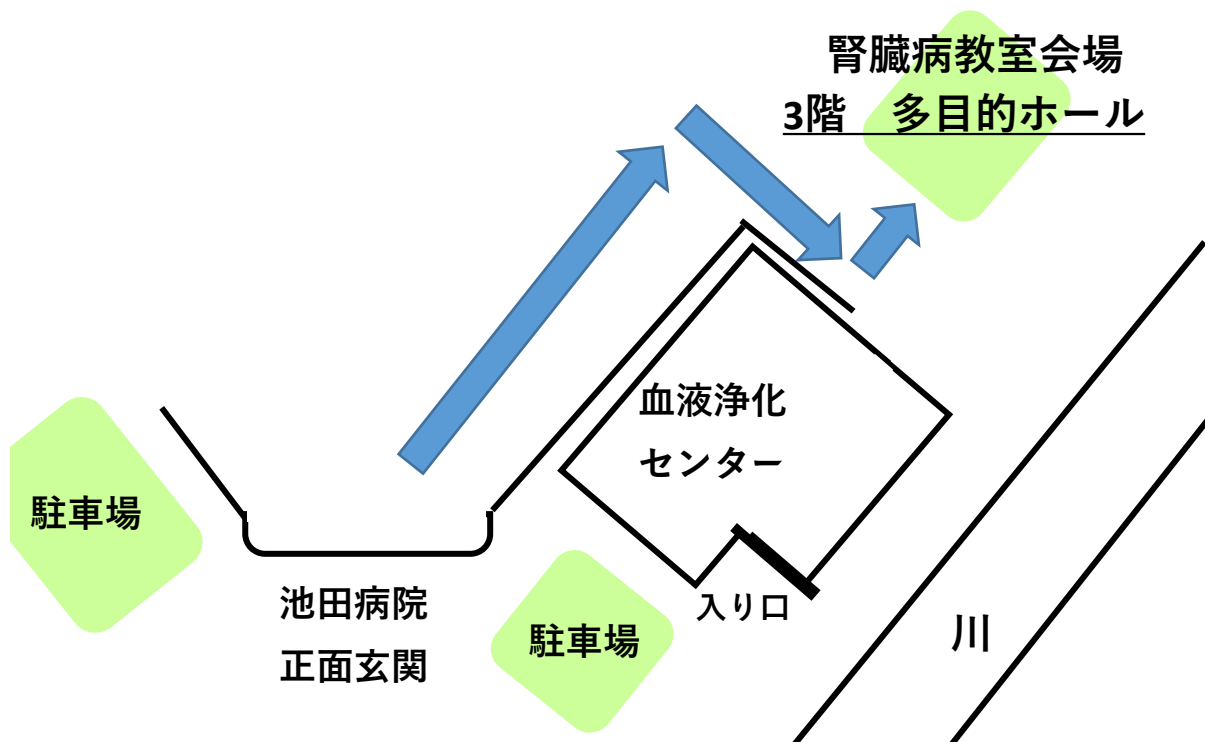 腎臓病教室会場
3階　多目的ホール
血液浄化
センター
駐車場
池田病院
正面玄関
駐車場
入り口
川